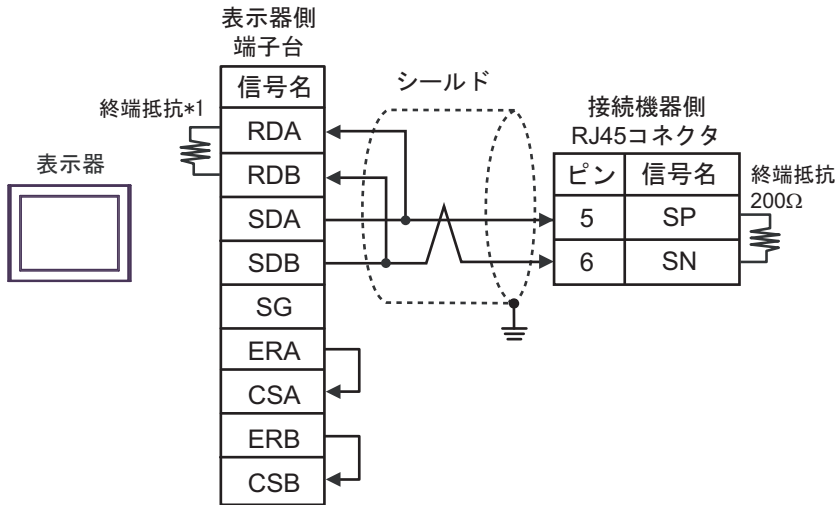 表示器側
端子台
信号名
RDA
RDB
SDA
SDB
SG
ERA
CSA
ERB
CSB
終端抵抗*1
表示器
シールド
接続機器側
RJ45コネクタ
ピン 信号名
5 SP
6 SN
終端抵抗
200Ω